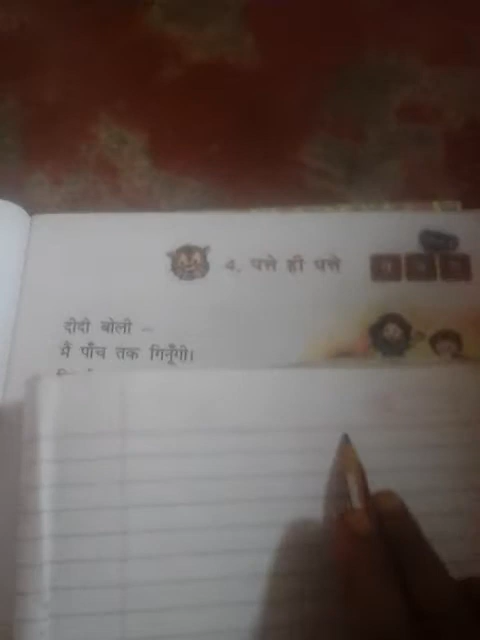 4. पत्ते ही पत्ते
दीदी बोली –
मैं पाँच तक गिनूँगी।